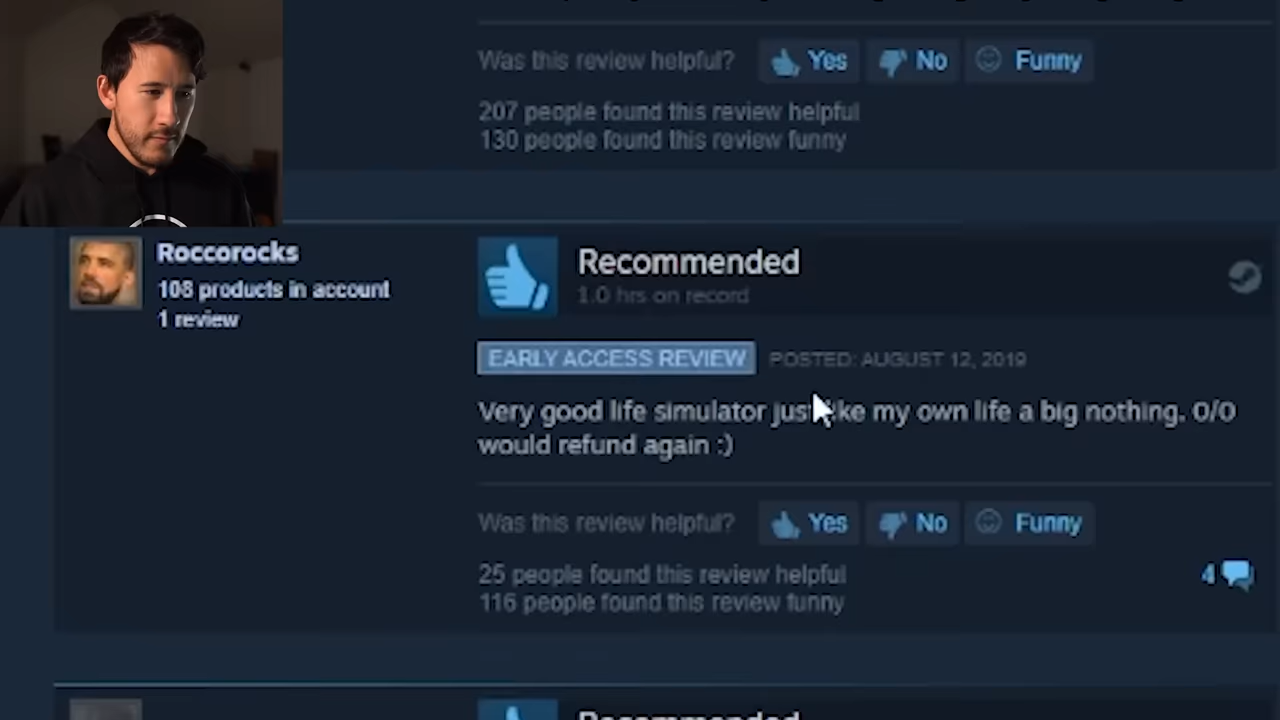 Was this review helpful? Yes No Funny
207 people found this review helpful
130 people found this review funny
Roccorocks
108 products in account
1 review
Recommended
1.0 hrs on record
EARLY ACCESS REVIEW POSTED: AUGUST 12, 2019
Very good life simulator just like my own life a big nothing. 0/0
would refund again :)
Was this review helpful? Yes No Funny
25 people found this review helpful
4
116 people found this review funny
Recommended